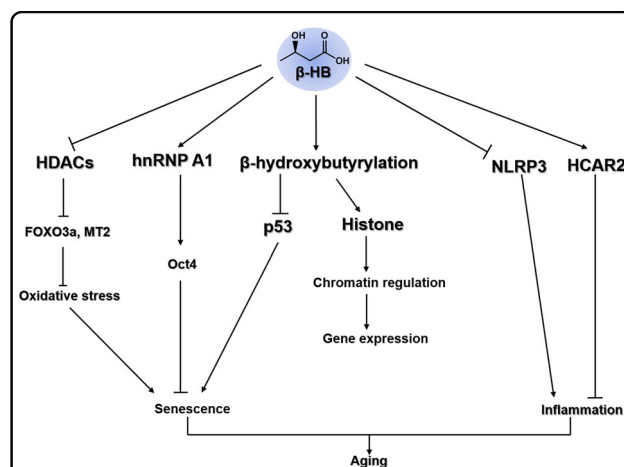 OH
O
OH
β-HB
HDACs
hnRNP A1
β-hydroxybutyrylation
NLRP3
HCAR2
FOXO3a, MT2
p53
Histone
Oct4
Chromatin regulation
Oxidative stress
Gene expression
Senescence
Inflammation
Aging